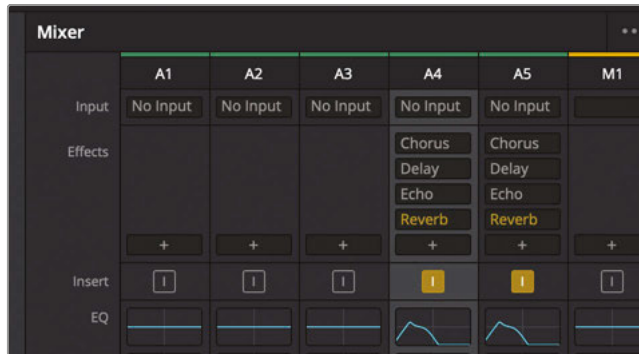 Mixer
A1 A2 A3 A4 A5 M1
Input No Input No Input No Input No Input No Input
Effects Chorus Chorus
Delay Delay
Echo Echo
Reverb Reverb
+ + + + + +
Insert I I I I I I
EQ